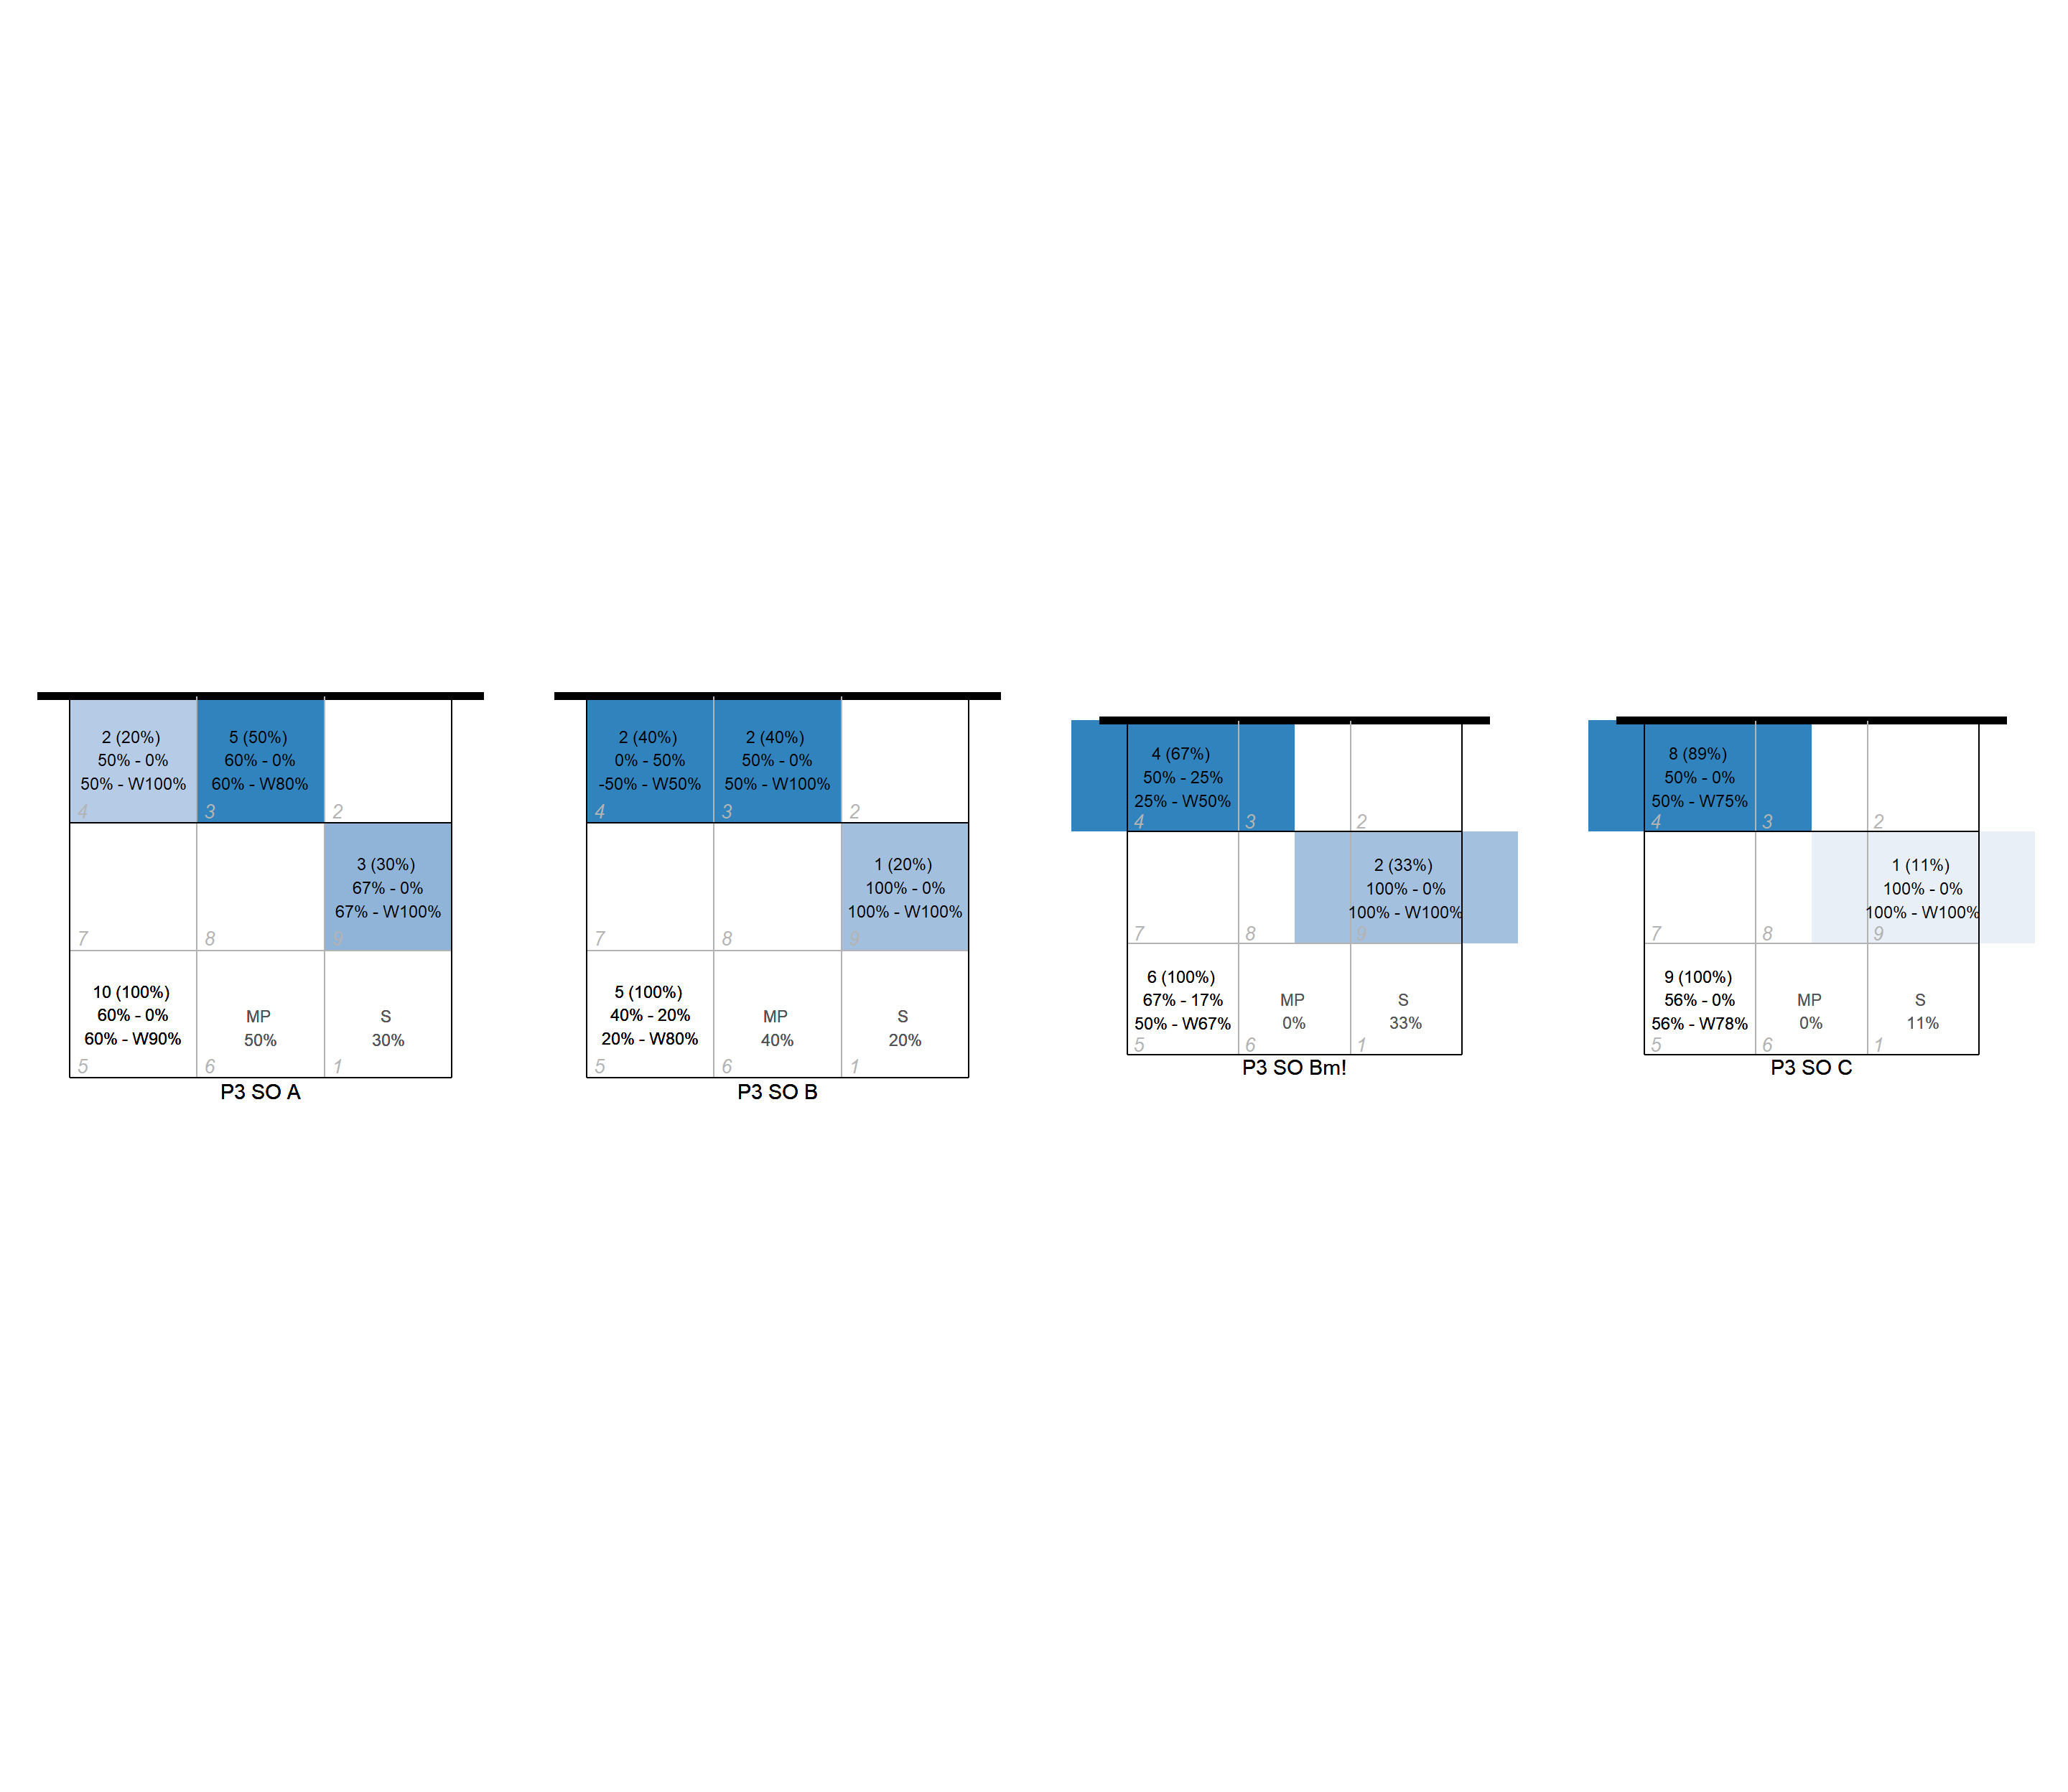 2 (20%)
50% - 0%
50% - W100%
4
5 (50%)
60% - 0%
60% - W80%
3
2
7
8
3 (30%)
67% - 0%
67% - W100%
9
10 (100%)
60% - 0%
60% - W90%
5
MP
50%
6
S
30%
1
P3 SO A
2 (40%)
0% - 50%
-50% - W50%
4
2 (40%)
50% - 0%
50% - W100%
3
2
7
8
1 (20%)
100% - 0%
100% - W100%
9
5 (100%)
40% - 20%
20% - W80%
5
MP
40%
6
S
20%
1
P3 SO B
4 (67%)
50% - 25%
25% - W50%
4
3
2
7
8
2 (33%)
100% - 0%
100% - W100%
9
6 (100%)
67% - 17%
50% - W67%
5
MP
0%
6
S
33%
1
P3 SO Bm!
8 (89%)
50% - 0%
50% - W75%
4
3
2
7
8
1 (11%)
100% - 0%
100% - W100%
9
9 (100%)
56% - 0%
56% - W78%
5
MP
0%
6
S
11%
1
P3 SO C